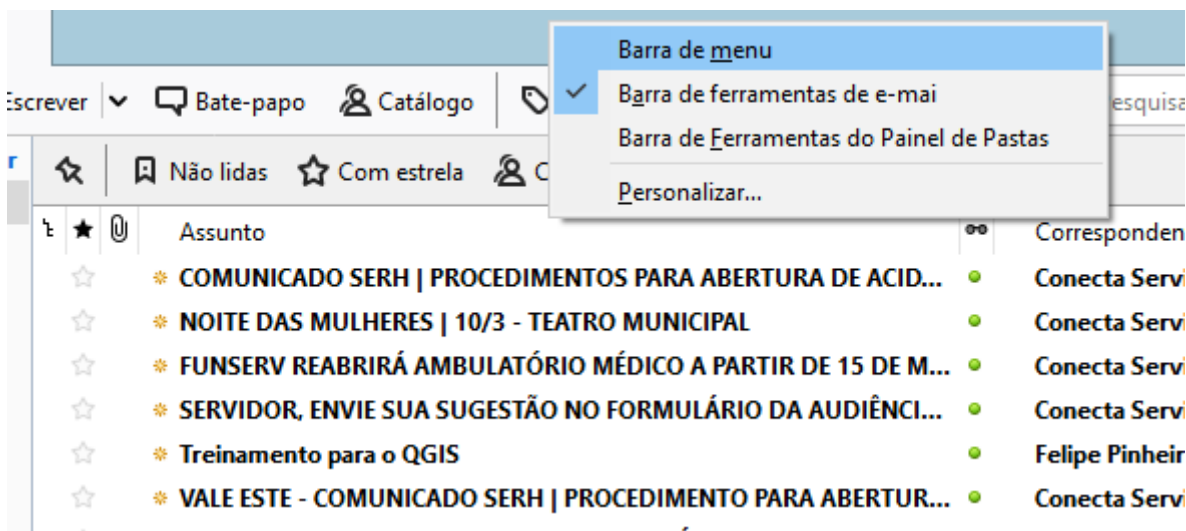 Barra de menu
Escrever Bate-papo Catálogo
Barra de ferramentas de e-mai
Barra de Ferramentas do Painel de Pastas
Personalizar...
Não lidas Com estrela C
Assunto Corresponden
COMUNICADO SERH | PROCEDIMENTOS PARA ABERTURA DE ACID... Conecta Servi
NOITE DAS MULHERES | 10/3 - TEATRO MUNICIPAL Conecta Servi
FUNSERV REABRIRÁ AMBULATÓRIO MÉDICO A PARTIR DE 15 DE M... Conecta Servi
SERVIDOR, ENVIE SUA SUGESTÃO NO FORMULÁRIO DA AUDIÊNCI... Conecta Servi
Treinamento para o QGIS Felipe Pinheir
VALE ESTE - COMUNICADO SERH | PROCEDIMENTO PARA ABERTUR... Conecta Servi